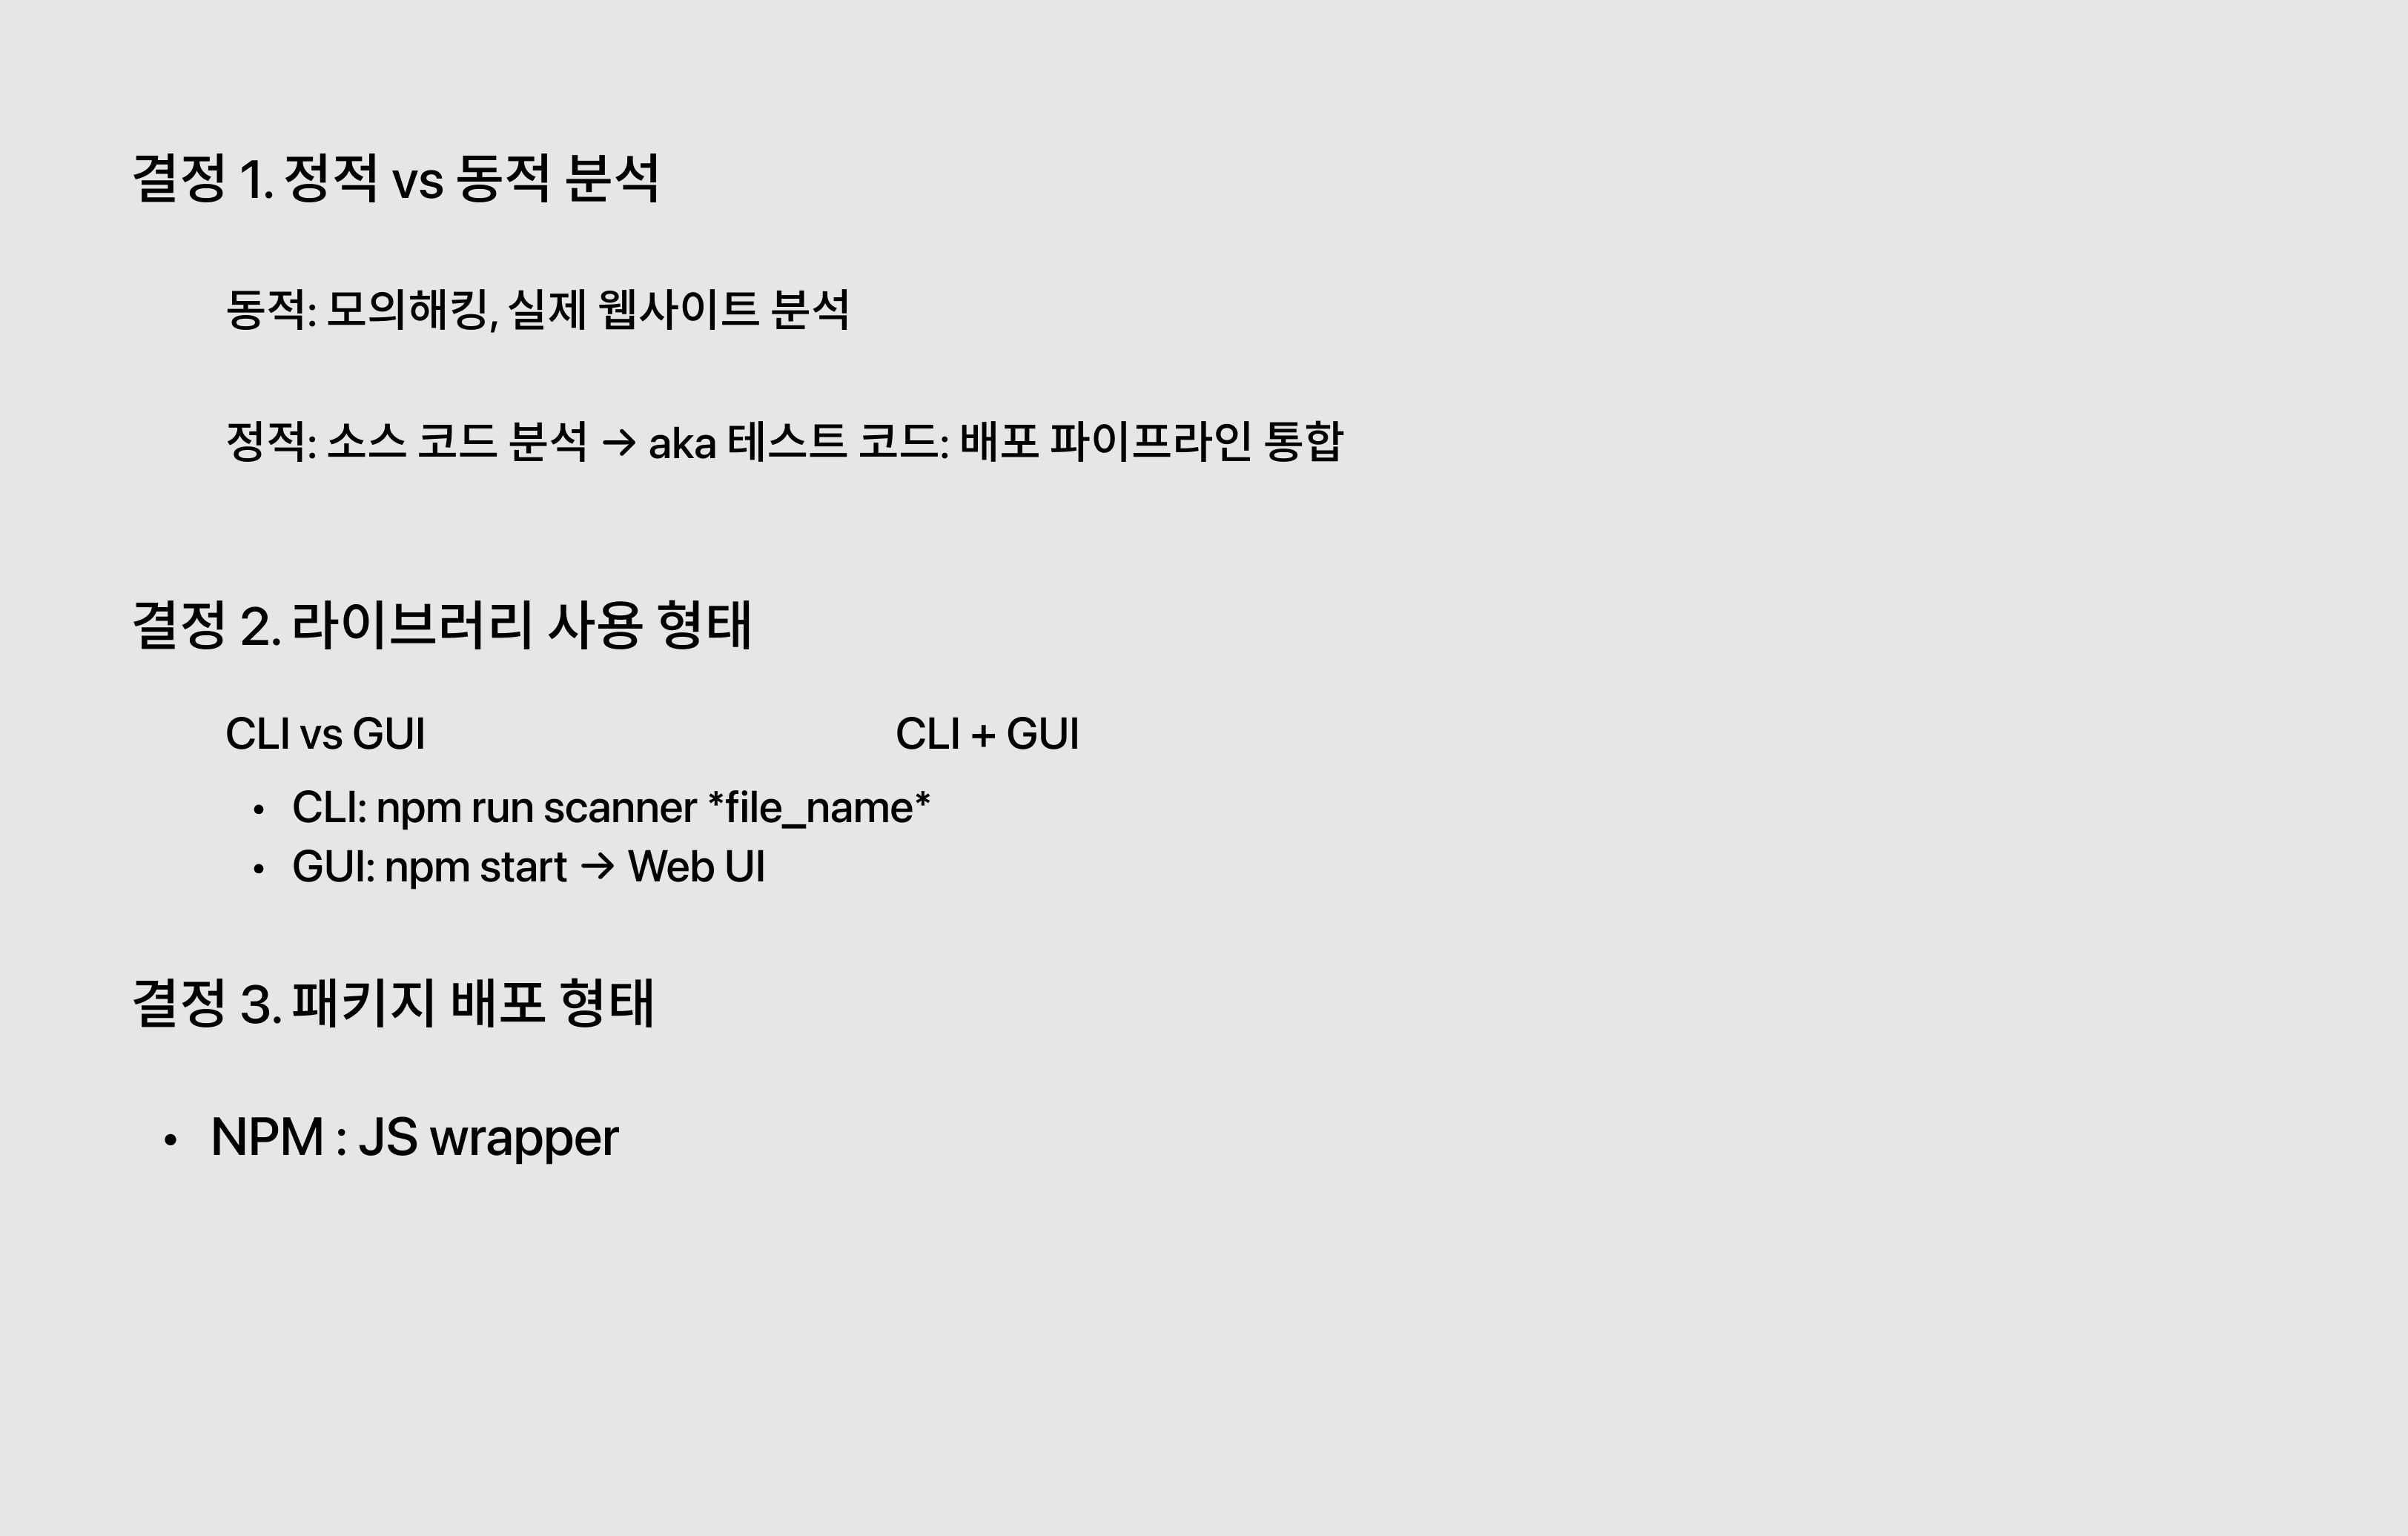 결정 1. 정적 vs 동적 분석
동적: 모의해킹, 실제 웹사이트 분석
정적: 소스 코드 분석 → aka 테스트 코드: 배포 파이프라인 통합
결정 2. 라이브러리 사용 형태
CLI vs GUI CLI + GUI
• CLI: npm run scanner *file_name*
• GUI: npm start → Web UI
결정 3. 패키지 배포 형태
• NPM : JS wrapper